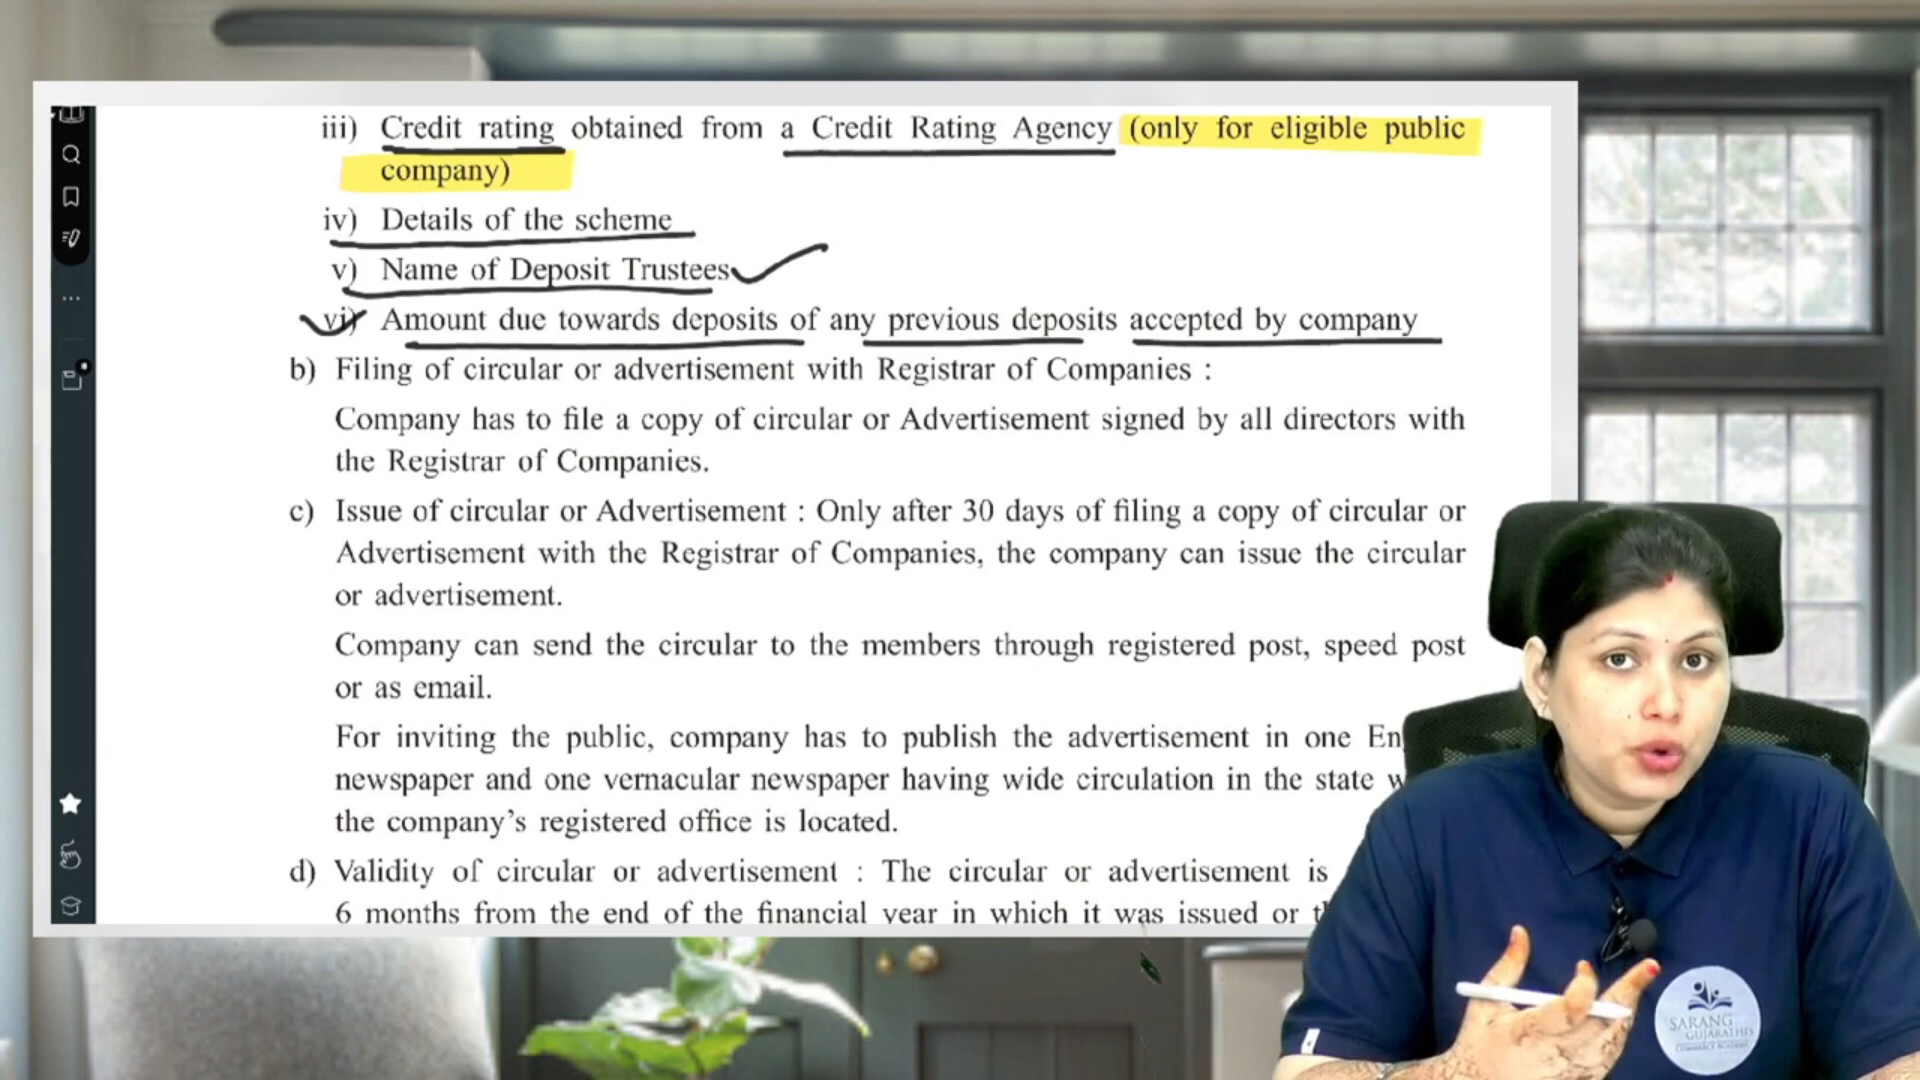 iii) Credit rating obtained from a Credit Rating Agency (only for eligible public
company)
iv) Details of the scheme
v) Name of Deposit Trustees
vi) Amount due towards deposits of any previous deposits accepted by company
b) Filing of circular or advertisement with Registrar of Companies :
Company has to file a copy of circular or Advertisement signed by all directors with
the Registrar of Companies.
c) Issue of circular or Advertisement : Only after 30 days of filing a copy of circular or
Advertisement with the Registrar of Companies, the company can issue the circular
or advertisement.
Company can send the circular to the members through registered post, speed post
or as email.
For inviting the public, company has to publish the advertisement in one En
newspaper and one vernacular newspaper having wide circulation in the state w
the company's registered office is located.
d) Validity of circular or advertisement : The circular or advertisement is
6 months from the end of the financial year in which it was issued or t
SARANG
GUJARATHI'S
COMMERCE ACADEMY